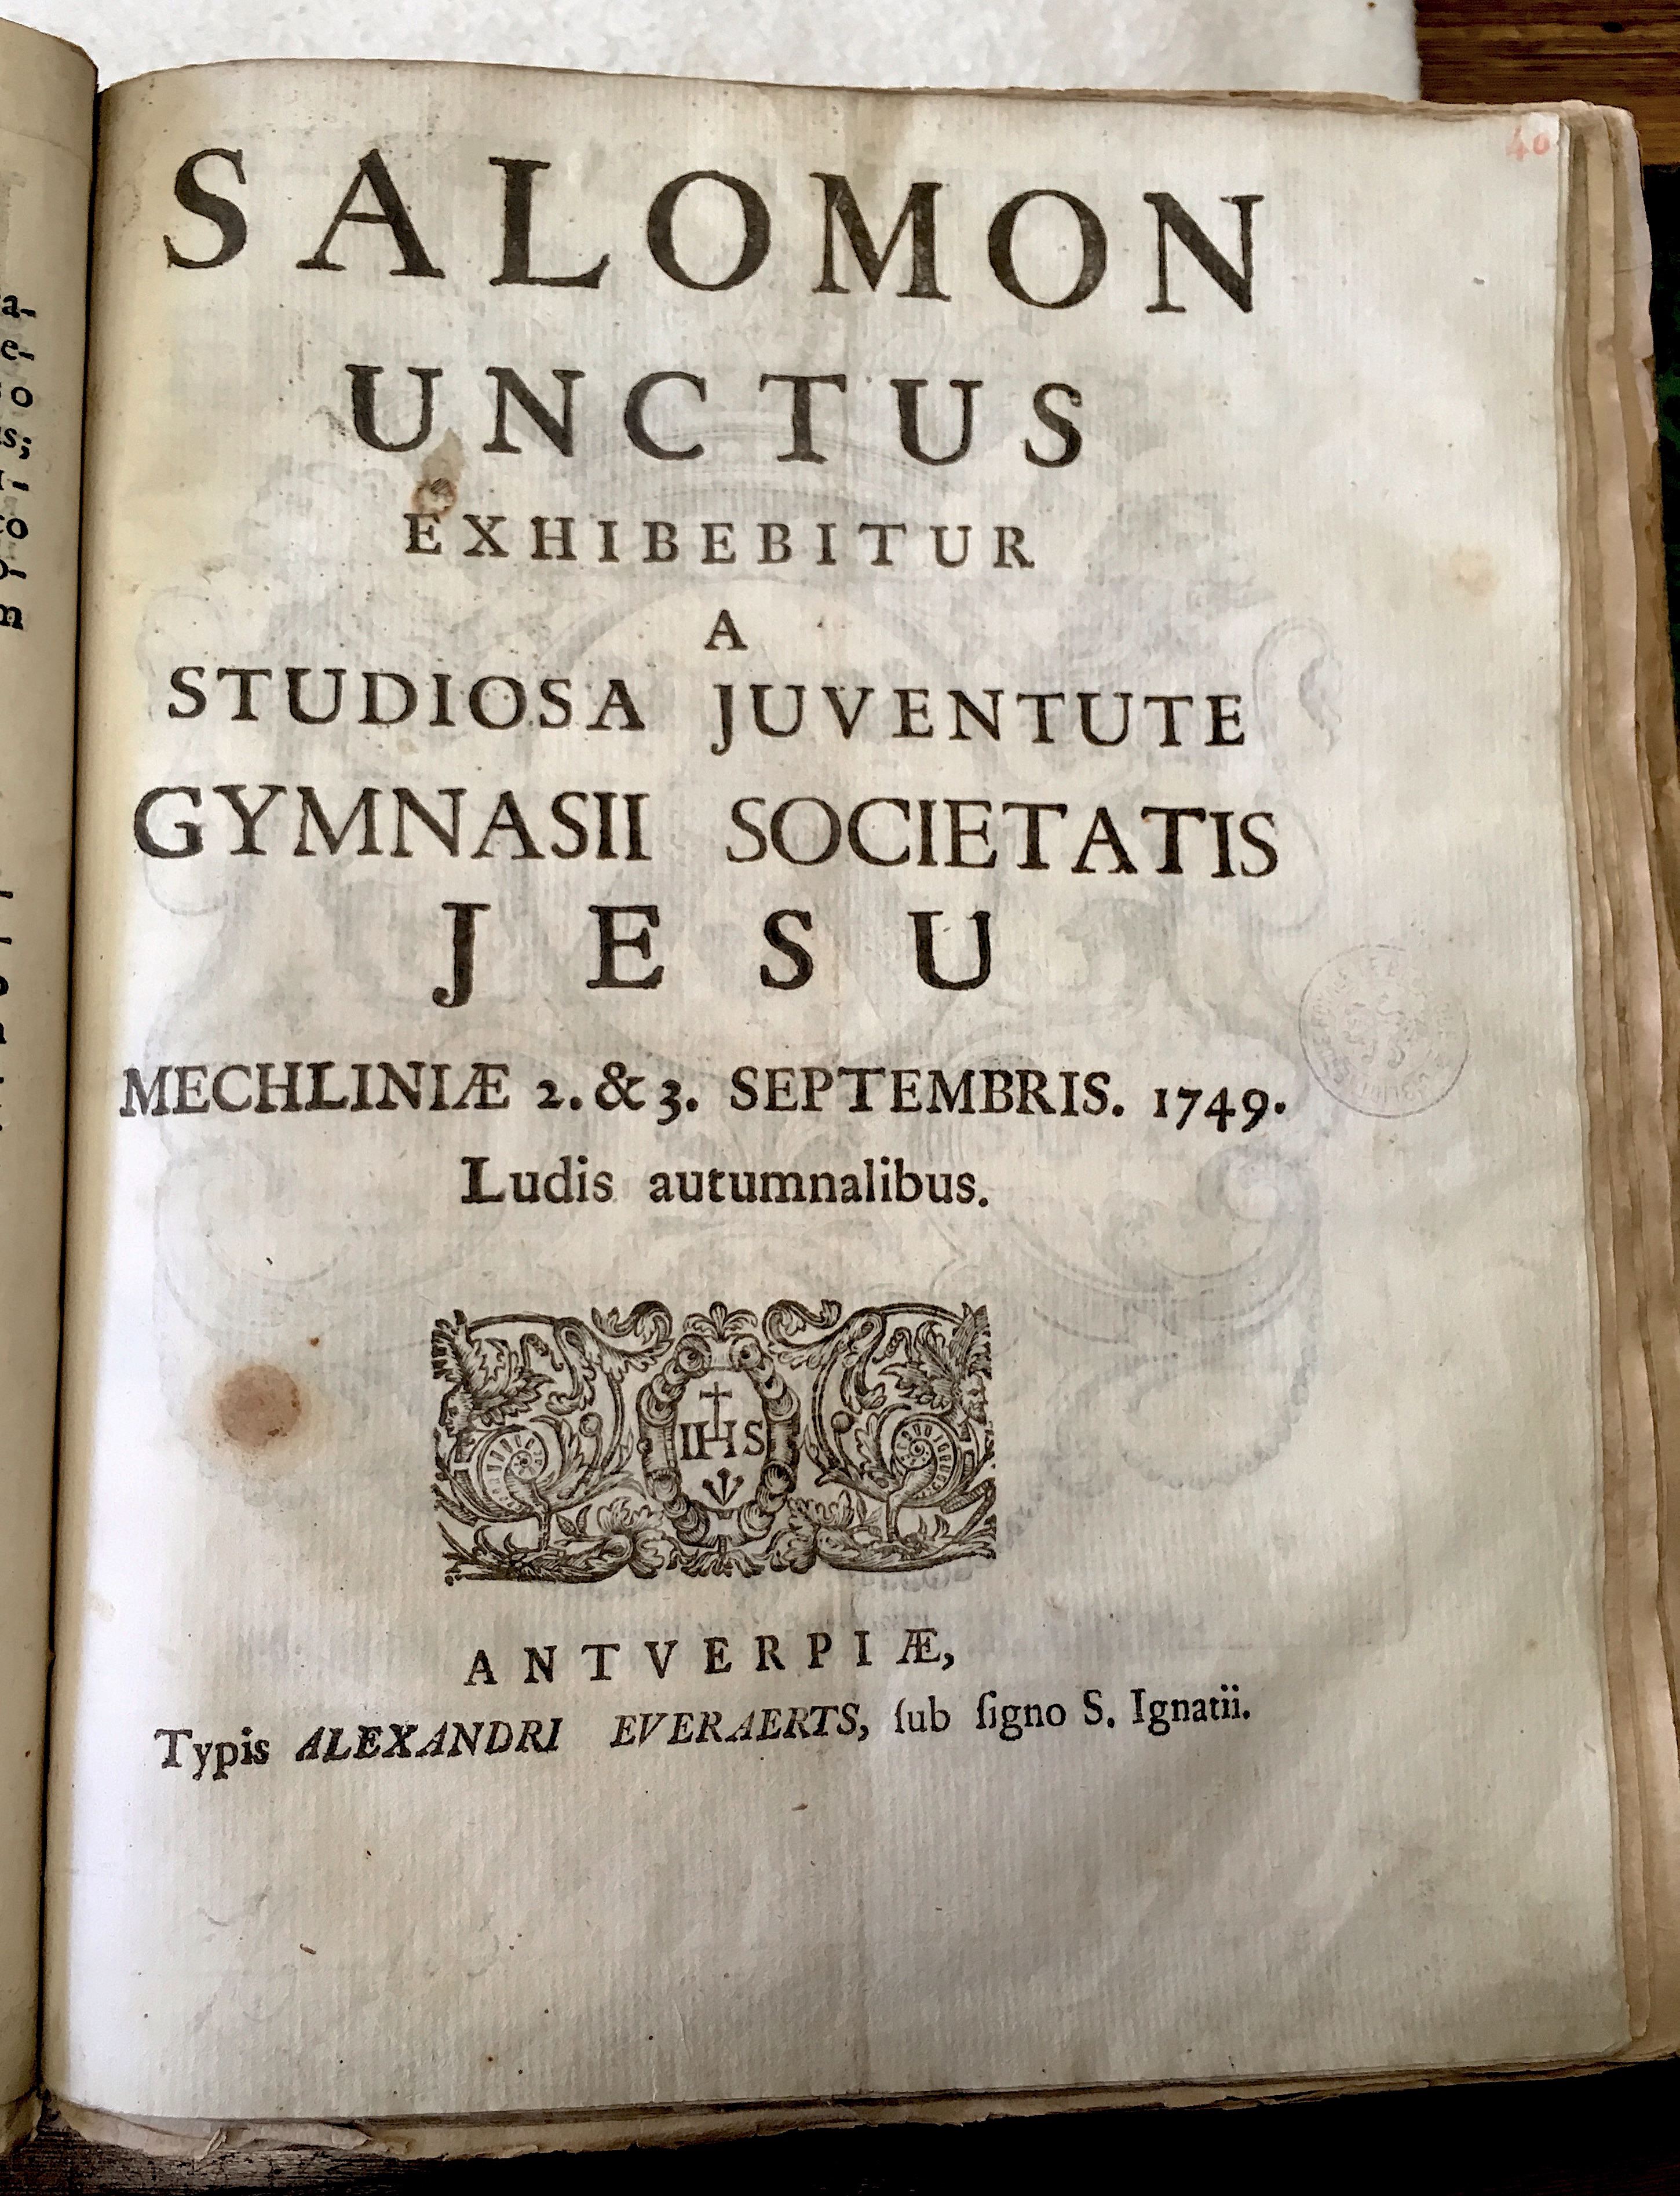 40
SALOMON
UNCTUS
EXHIBEBITUR
A
STUDIOSA JUVENTUTE
GYMNASII SOCIETATIS
JESU
MECHLINIÆ 2. & 3. SEPTEMBRIS. 1749.
Ludis autumnalibus.
IHS
ANTVERPIÆ,
Typis ALEXANDRI EVERAERTS, ſub ſigno S. Ignatii.